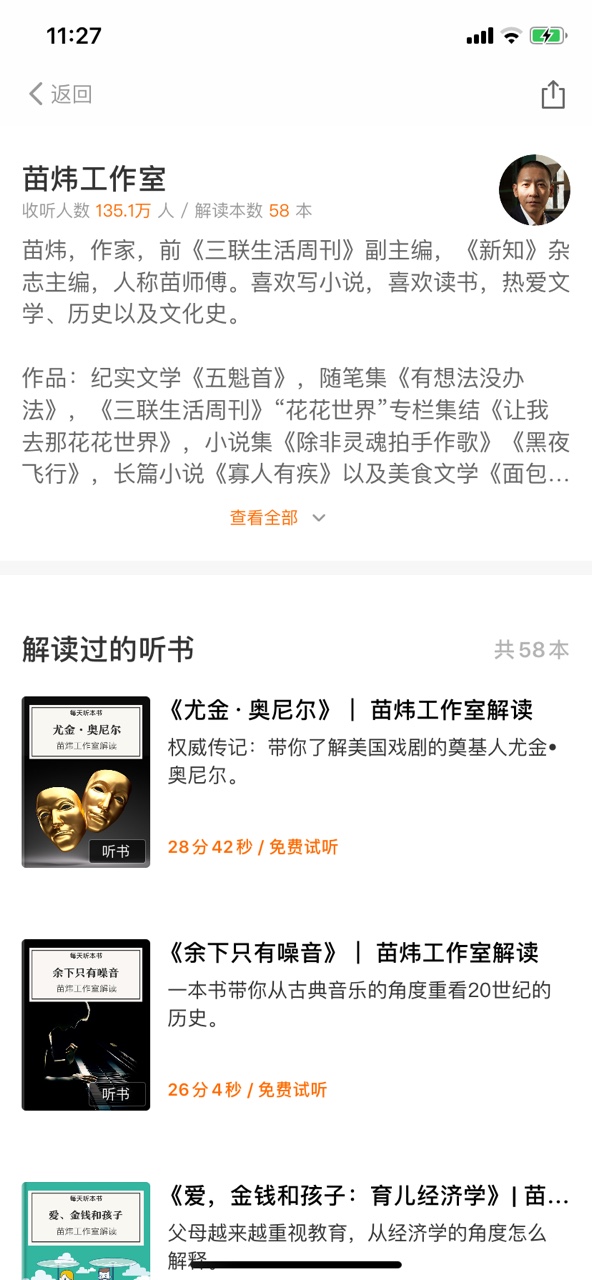 11:27
返回
苗炜工作室
收听人数 135.1万 人 / 解读本数 58 本
苗炜，作家，前《三联生活周刊》副主编，《新知》杂
志主编，人称苗师傅。喜欢写小说，喜欢读书，热爱文
学、历史以及文化史。
作品：纪实文学《五魁首》，随笔集《有想法没办
法》，《三联生活周刊》“花花世界”专栏集结《让我
去那花花世界》，小说集《除非灵魂拍手作歌》《黑夜
飞行》，长篇小说《寡人有疾》以及美食文学《面包…
查看全部
解读过的听书
共58本
每天听本书
尤金·奥尼尔
苗炜工作室解读
听书
《尤金·奥尼尔》｜ 苗炜工作室解读
权威传记：带你了解美国戏剧的奠基人尤金•
奥尼尔。
28分42秒 / 免费试听
每天听本书
余下只有噪音
苗炜工作室解读
听书
《余下只有噪音》｜ 苗炜工作室解读
一本书带你从古典音乐的角度重看20世纪的
历史。
26分4秒 / 免费试听
每天听本书
爱、金钱和孩子
苗炜工作室解读
《爱，金钱和孩子：育儿经济学》| 苗…
父母越来越重视教育，从经济学的角度怎么
解释。